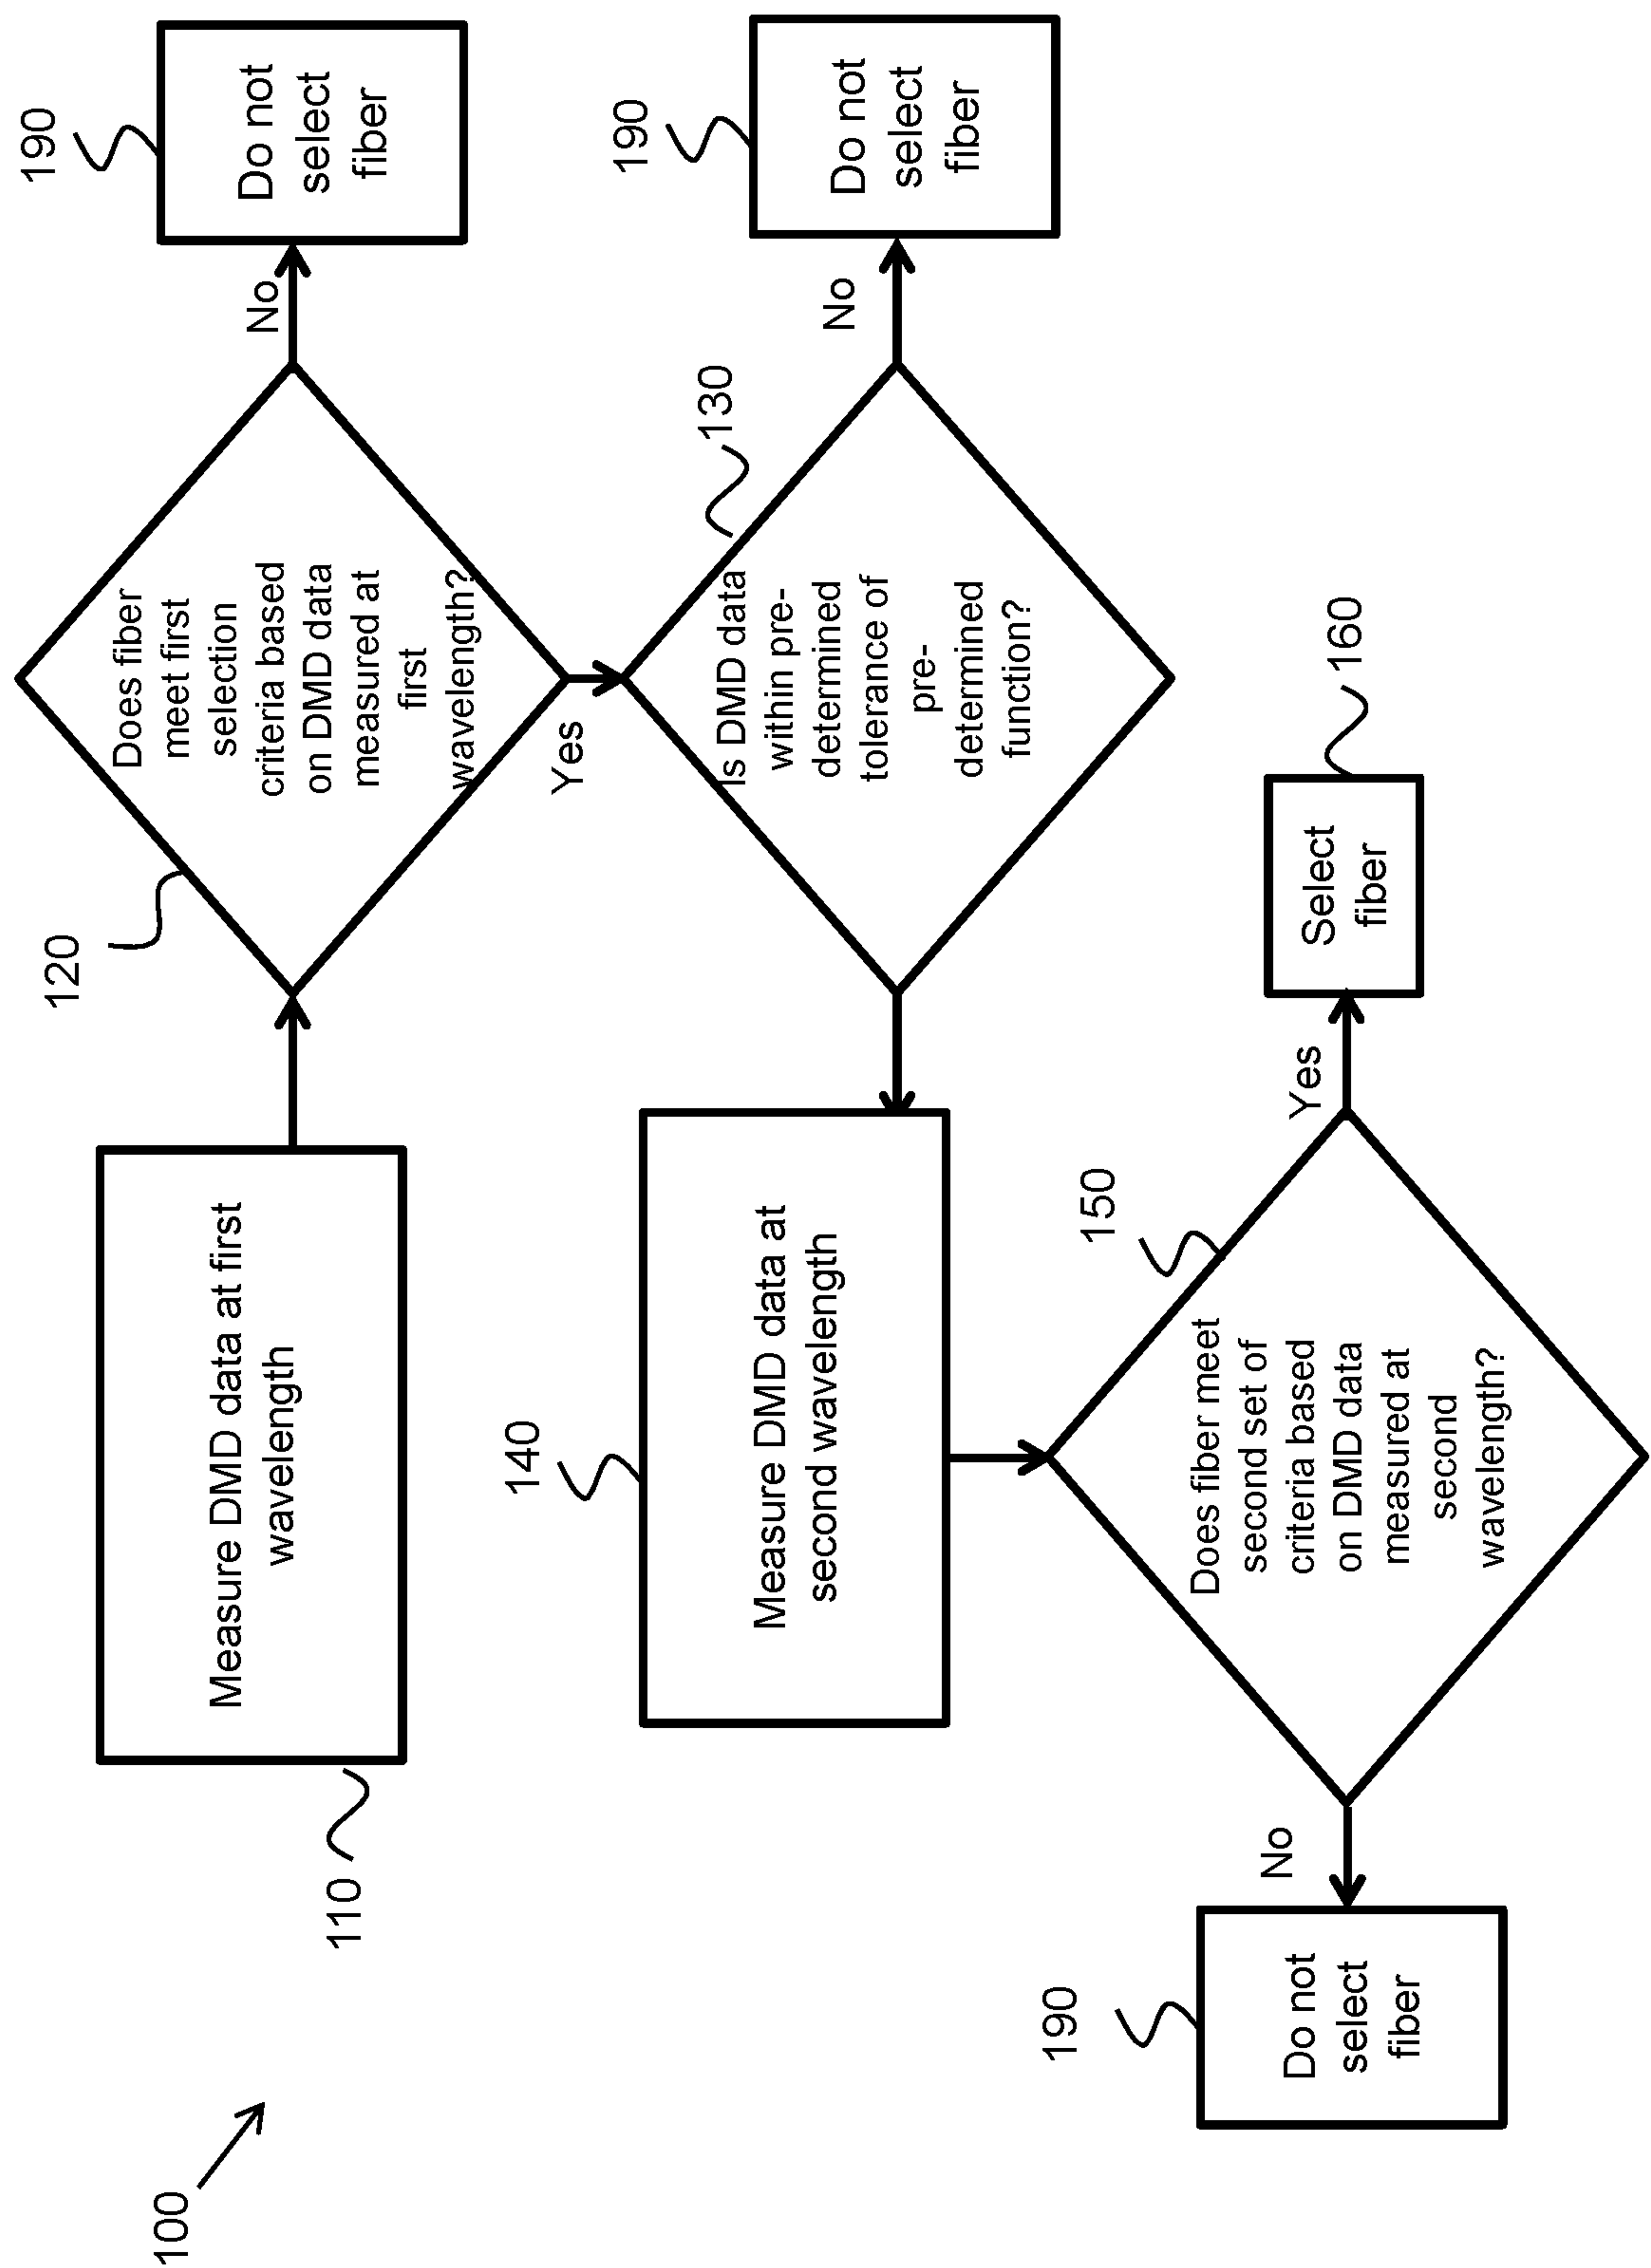 100
110
Measure DMD data at first
wavelength
120
Does fiber
meet first
selection
criteria based
on DMD data
measured at
first
wavelength?
No
190
Do not
select
fiber
Yes
130
Is DMD data
within pre-
determined
tolerance of
pre-
determined
function?
No
190
Do not
select
fiber
140
Measure DMD data at
second wavelength
150
Does fiber meet
second set of
criteria based
on DMD data
measured at
second
wavelength?
Yes
160
Select
fiber
No
190
Do not
select
fiber